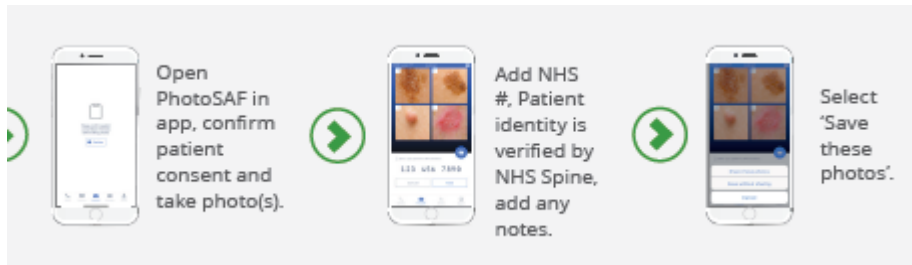 Open
PhotoSAF in
app, confirm
patient
consent and
take photo(s).
Add NHS
#, Patient
identity is
verified by
NHS Spine,
add any
notes.
Select
‘Save
these
photos’.